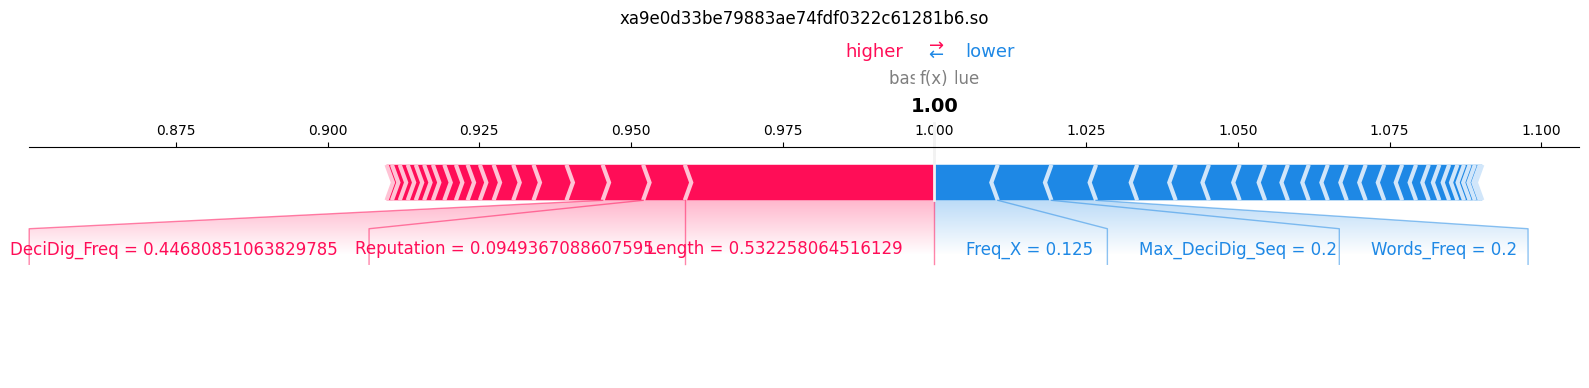 xa9e0d33be79883ae74fdf0322c61281b6.so
higher ⇄ lower
bas f(x) lue
1.00
0.875 0.900 0.925 0.950 0.975 1.000 1.025 1.050 1.075 1.100
DeciDig_Freq = 0.44680851063829785 Reputation = 0.0949367088607595 Length = 0.532258064516129 Freq_X = 0.125 Max_DeciDig_Seq = 0.2 Words_Freq = 0.2